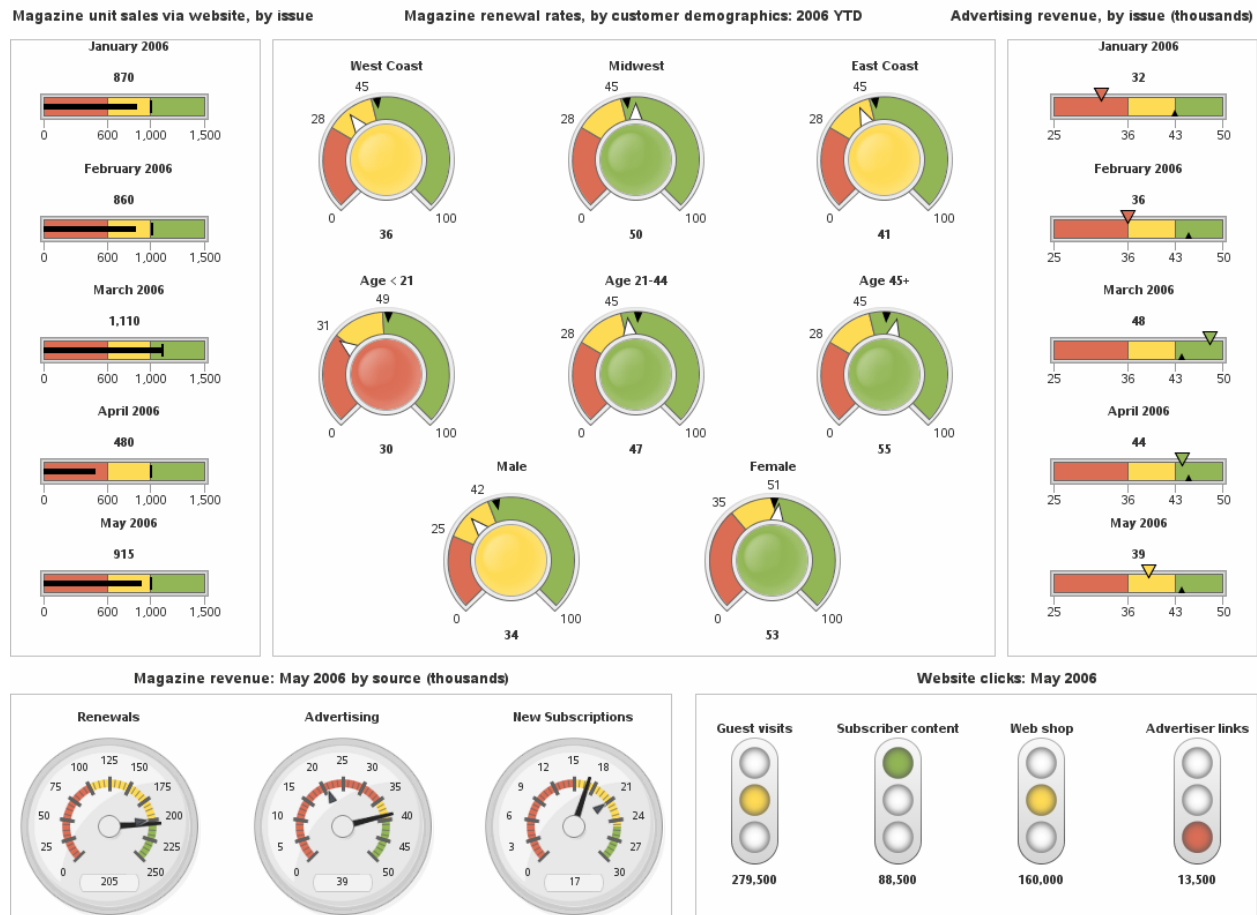 Magazine unit sales via website, by issue
January 2006
870
0 600 1,000 1,500
February 2006
860
0 600 1,000 1,500
March 2006
1,110
0 600 1,000 1,500
April 2006
480
0 600 1,000 1,500
May 2006
915
0 600 1,000 1,500
Magazine renewal rates, by customer demographics: 2006 YTD
West Coast
45
28
0 100
36
Midwest
45
28
0 100
50
East Coast
45
28
0 100
41
Age < 21
49
31
0 100
30
Age 21-44
45
28
0 100
47
Age 45+
45
28
0 100
55
Male
42
25
0 100
34
Female
51
35
0 100
53
Advertising revenue, by issue (thousands)
January 2006
32
25 36 43 50
February 2006
36
25 36 43 50
March 2006
48
25 36 43 50
April 2006
44
25 36 43 50
May 2006
39
25 36 43 50
Magazine revenue: May 2006 by source (thousands)
Renewals
0 25 50 75 100 125 150 175 200 225 250
205
Advertising
0 5 10 15 20 25 30 35 40 45 50
39
New Subscriptions
0 3 6 9 12 15 18 21 24 27 30
17
Website clicks: May 2006
Guest visits
279,500
Subscriber content
88,500
Web shop
160,000
Advertiser links
13,500